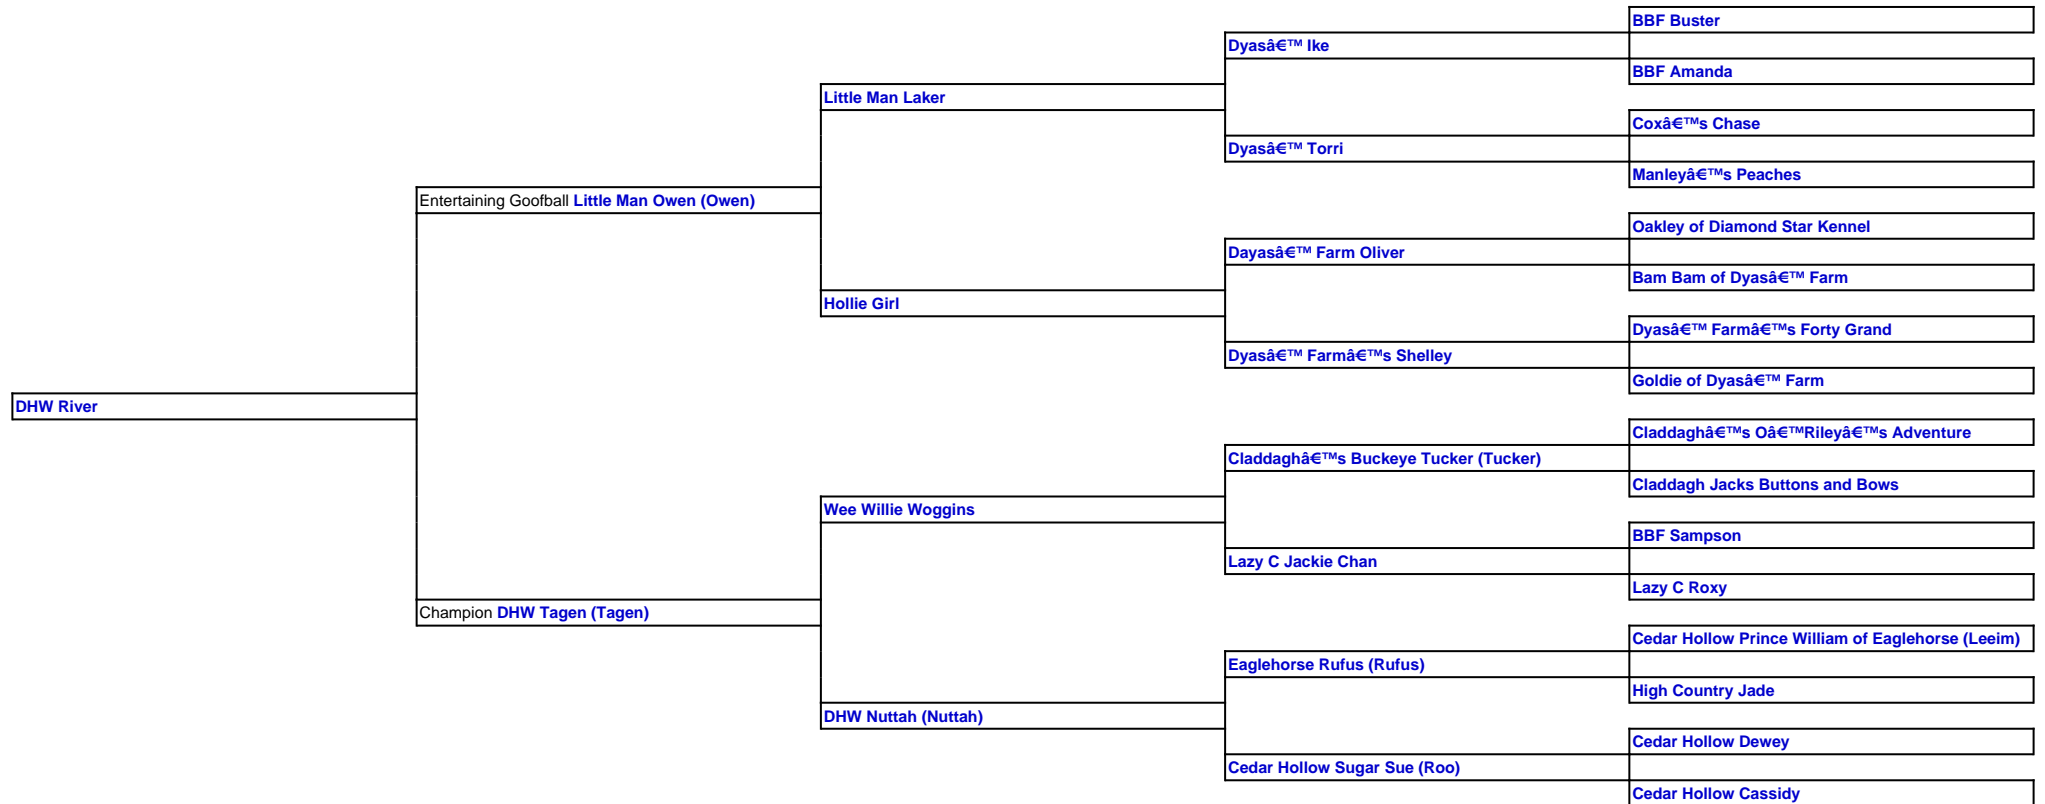 BBF Buster
Dyasâ€™ Ike
BBF Amanda
Little Man Laker
Coxâ€™s Chase
Dyasâ€™ Torri
Manleyâ€™s Peaches
Entertaining Goofball Little Man Owen (Owen)
Oakley of Diamond Star Kennel
Dayasâ€™ Farm Oliver
Bam Bam of Dyasâ€™ Farm
Hollie Girl
Dyasâ€™ Farmâ€™s Forty Grand
Dyasâ€™ Farmâ€™s Shelley
Goldie of Dyasâ€™ Farm
DHW River
Claddaghâ€™s Oâ€™Rileyâ€™s Adventure
Claddaghâ€™s Buckeye Tucker (Tucker)
Claddagh Jacks Buttons and Bows
Wee Willie Woggins
BBF Sampson
Lazy C Jackie Chan
Lazy C Roxy
Champion DHW Tagen (Tagen)
Cedar Hollow Prince William of Eaglehorse (Leeim)
Eaglehorse Rufus (Rufus)
High Country Jade
DHW Nuttah (Nuttah)
Cedar Hollow Dewey
Cedar Hollow Sugar Sue (Roo)
Cedar Hollow Cassidy